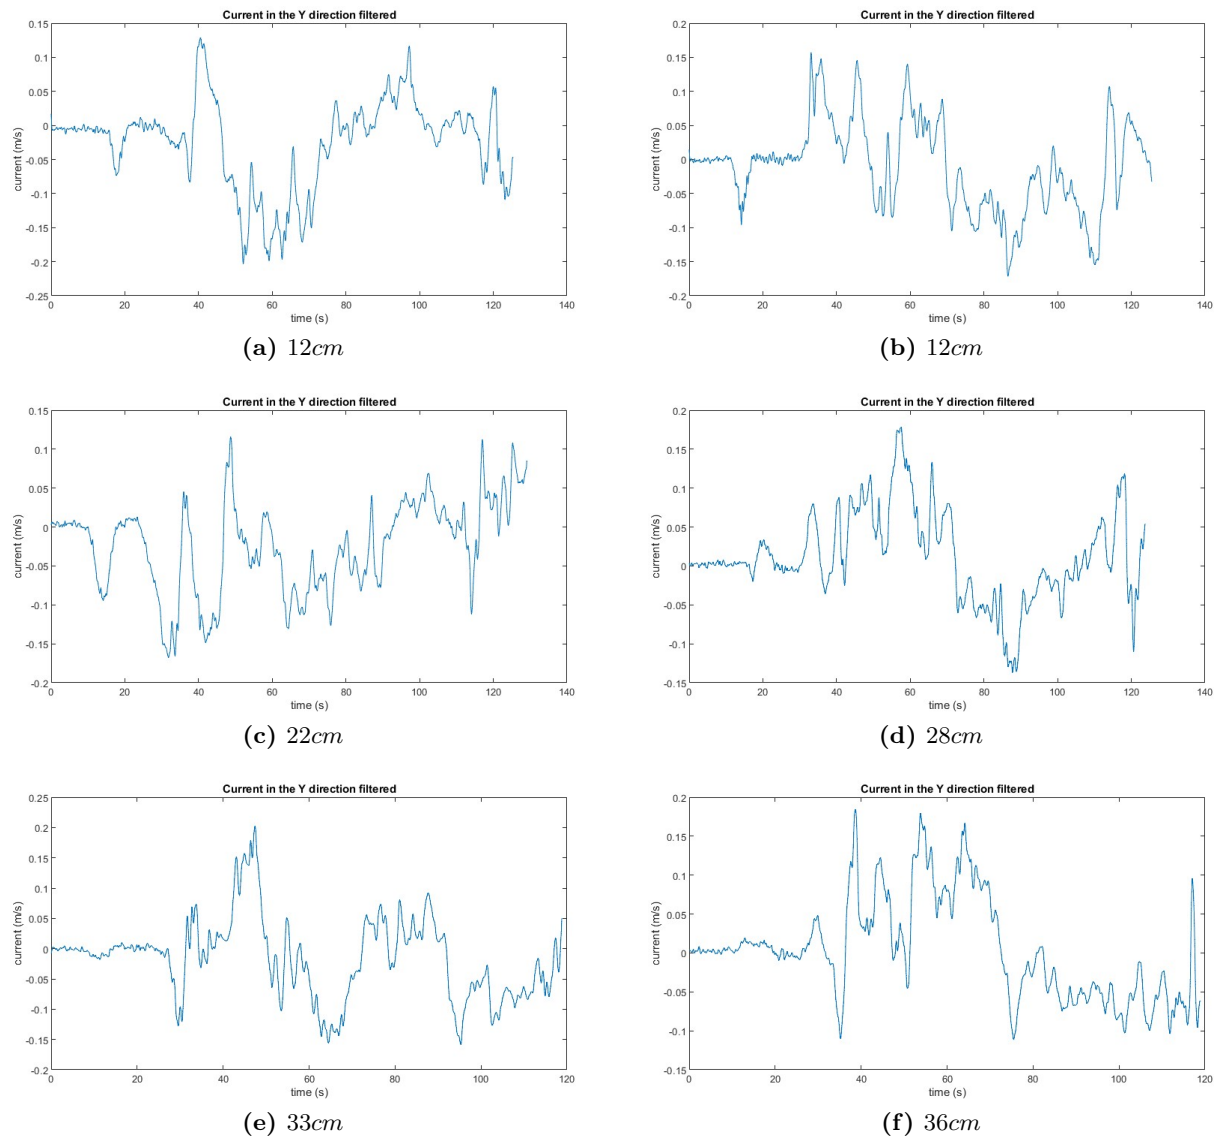 Current in the Y direction filtered
current (m/s)
0.15
0.1
0.05
0
-0.05
-0.1
-0.15
-0.2
-0.25
0 20 40 60 80 100 120 140
time (s)
(a) 12cm
Current in the Y direction filtered
current (m/s)
0.2
0.15
0.1
0.05
0
-0.05
-0.1
-0.15
-0.2
0 20 40 60 80 100 120 140
time (s)
(b) 12cm
Current in the Y direction filtered
current (m/s)
0.15
0.1
0.05
0
-0.05
-0.1
-0.15
-0.2
0 20 40 60 80 100 120 140
time (s)
(c) 22cm
Current in the Y direction filtered
current (m/s)
0.2
0.15
0.1
0.05
0
-0.05
-0.1
-0.15
0 20 40 60 80 100 120 140
time (s)
(d) 28cm
Current in the Y direction filtered
current (m/s)
0.25
0.2
0.15
0.1
0.05
0
-0.05
-0.1
-0.15
-0.2
0 20 40 60 80 100 120
time (s)
(e) 33cm
Current in the Y direction filtered
current (m/s)
0.2
0.15
0.1
0.05
0
-0.05
-0.1
-0.15
0 20 40 60 80 100 120
time (s)
(f) 36cm